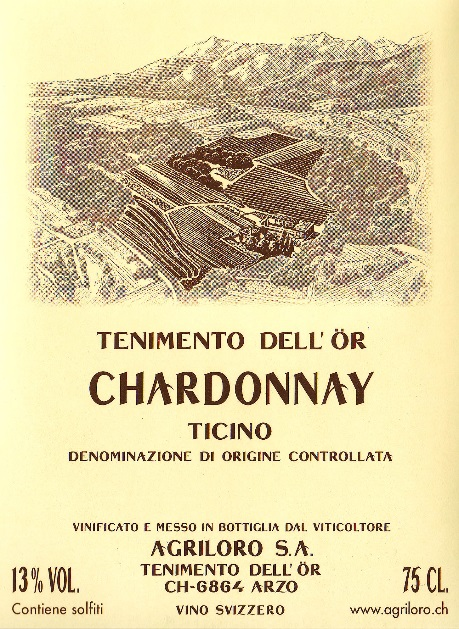 TENIMENTO DELL'ÖR
CHARDONNAY
TICINO
DENOMINAZIONE DI ORIGINE CONTROLLATA
VINIFICATO E MESSO IN BOTTIGLIA DAL VITICOLTORE
AGRILORO S.A.
TENIMENTO DELL'ÖR
CH-6864 ARZO
13% VOL.
75 CL.
Contiene solfiti
VINO SVIZZERO
www.agriloro.ch